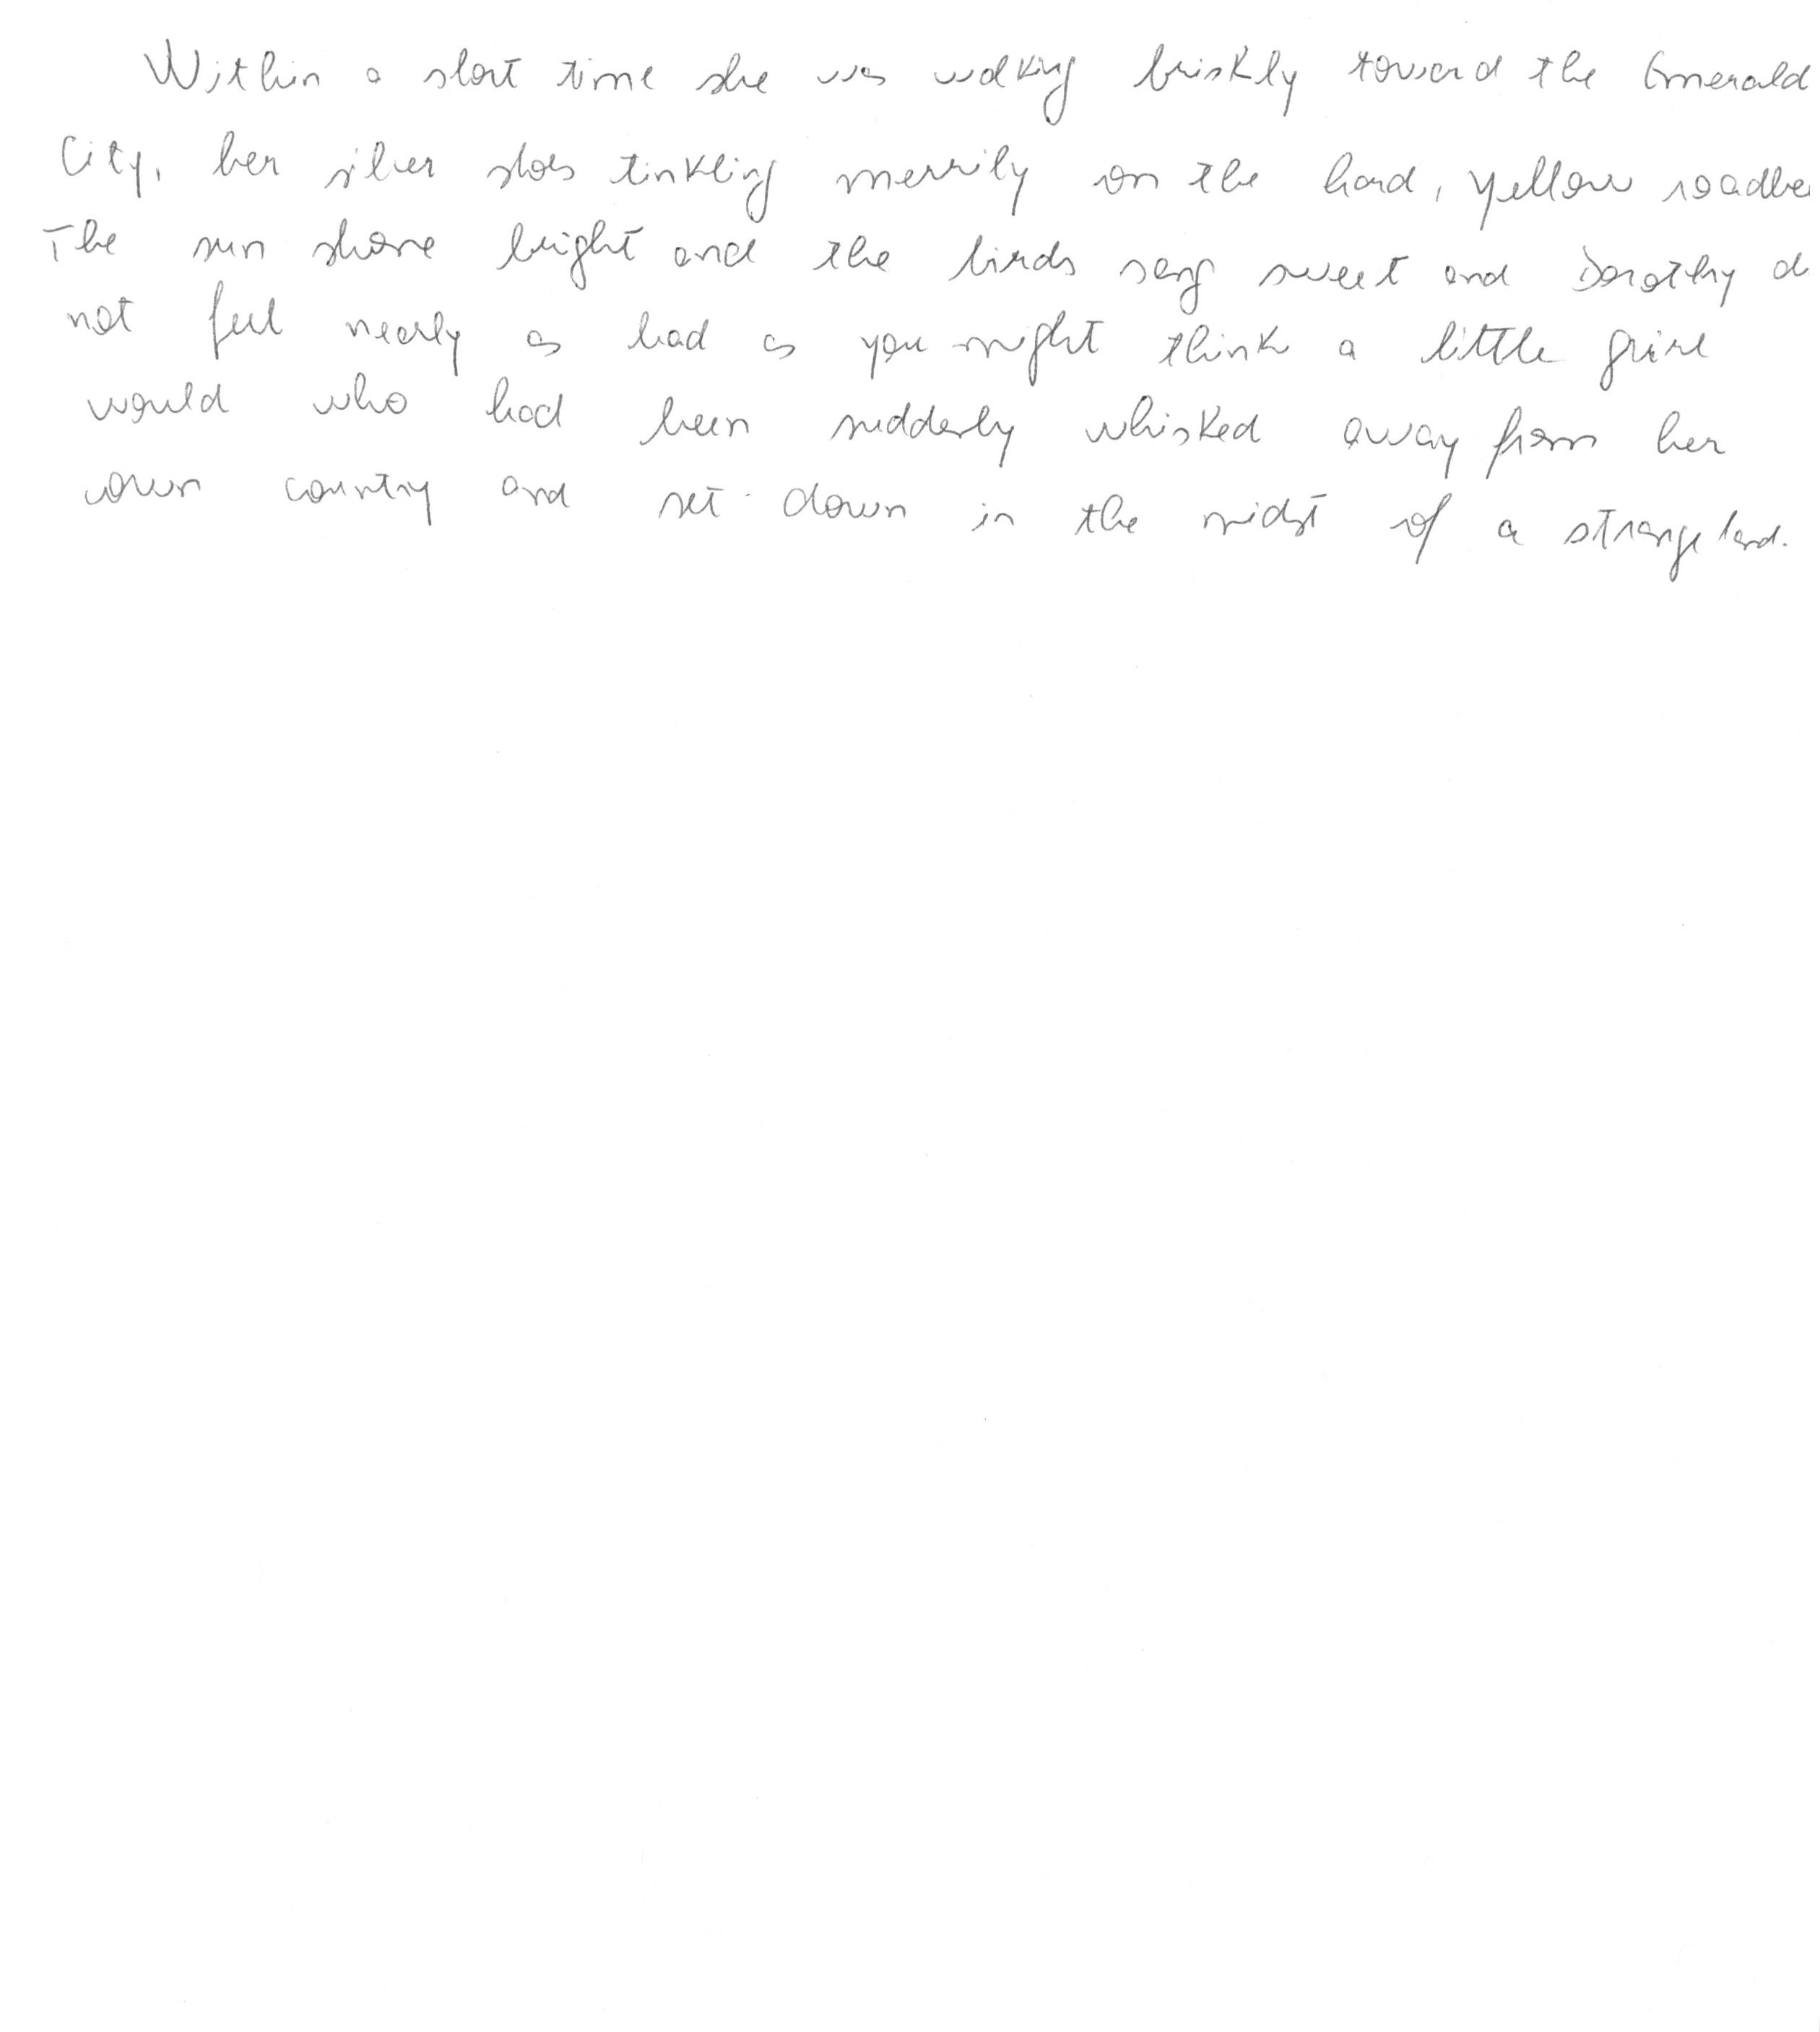 Within a short time she was walking briskly toward the Emerald
City, her silver shoes tinkling merrily on the hard, yellow roadbe
The sun shone bright and the birds sang sweet and Dorothy d
not feel nearly as bad as you might think a little girl
would who had been suddenly whisked away from her
own country and set down in the midst of a strange land.